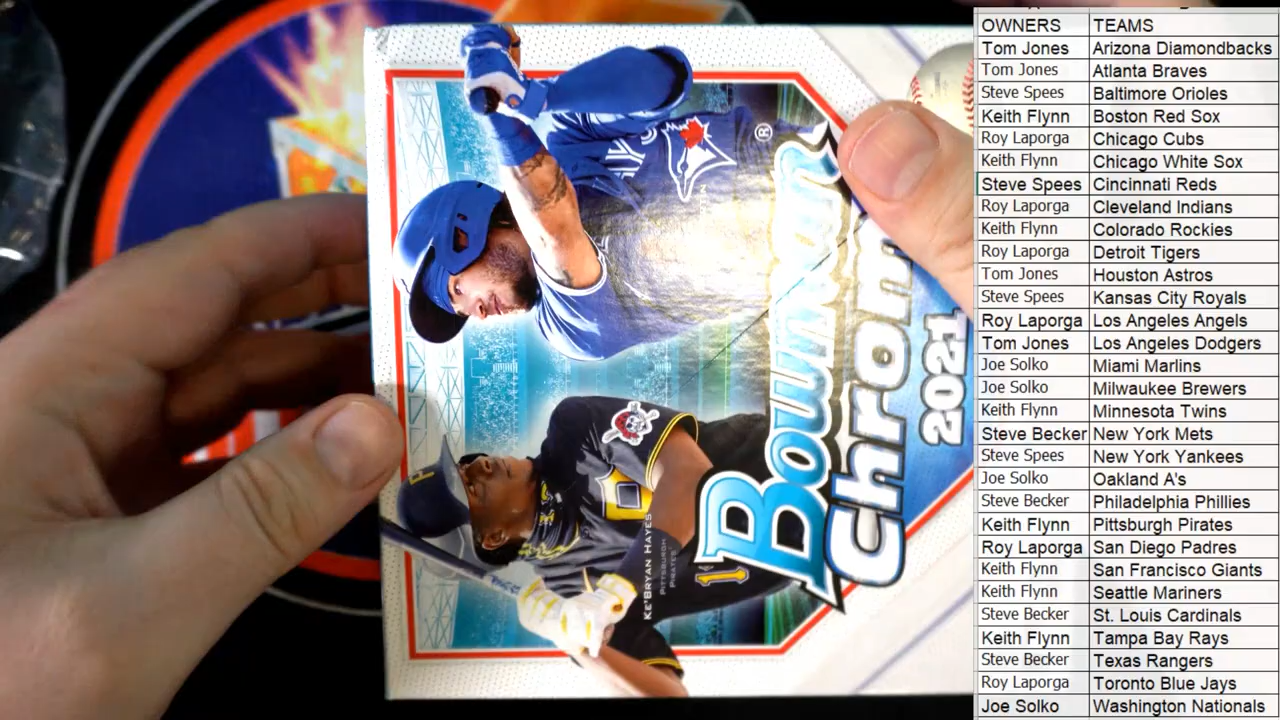 OWNERS TEAMS
Tom Jones Arizona Diamondbacks
Tom Jones Atlanta Braves
Steve Spees Baltimore Orioles
Keith Flynn Boston Red Sox
Roy Laporga Chicago Cubs
Keith Flynn Chicago White Sox
Steve Spees Cincinnati Reds
Roy Laporga Cleveland Indians
Keith Flynn Colorado Rockies
Roy Laporga Detroit Tigers
Tom Jones Houston Astros
Steve Spees Kansas City Royals
Roy Laporga Los Angeles Angels
Tom Jones Los Angeles Dodgers
Joe Solko Miami Marlins
Joe Solko Milwaukee Brewers
Keith Flynn Minnesota Twins
Steve Becker New York Mets
Steve Spees New York Yankees
Joe Solko Oakland A's
Steve Becker Philadelphia Phillies
Keith Flynn Pittsburgh Pirates
Roy Laporga San Diego Padres
Keith Flynn San Francisco Giants
Keith Flynn Seattle Mariners
Steve Becker St. Louis Cardinals
Keith Flynn Tampa Bay Rays
Steve Becker Texas Rangers
Roy Laporga Toronto Blue Jays
Joe Solko Washington Nationals
KE'BRYAN HAYES
PITTSBURGH
PIRATES
1st
Bowman ®
Chrome
2021